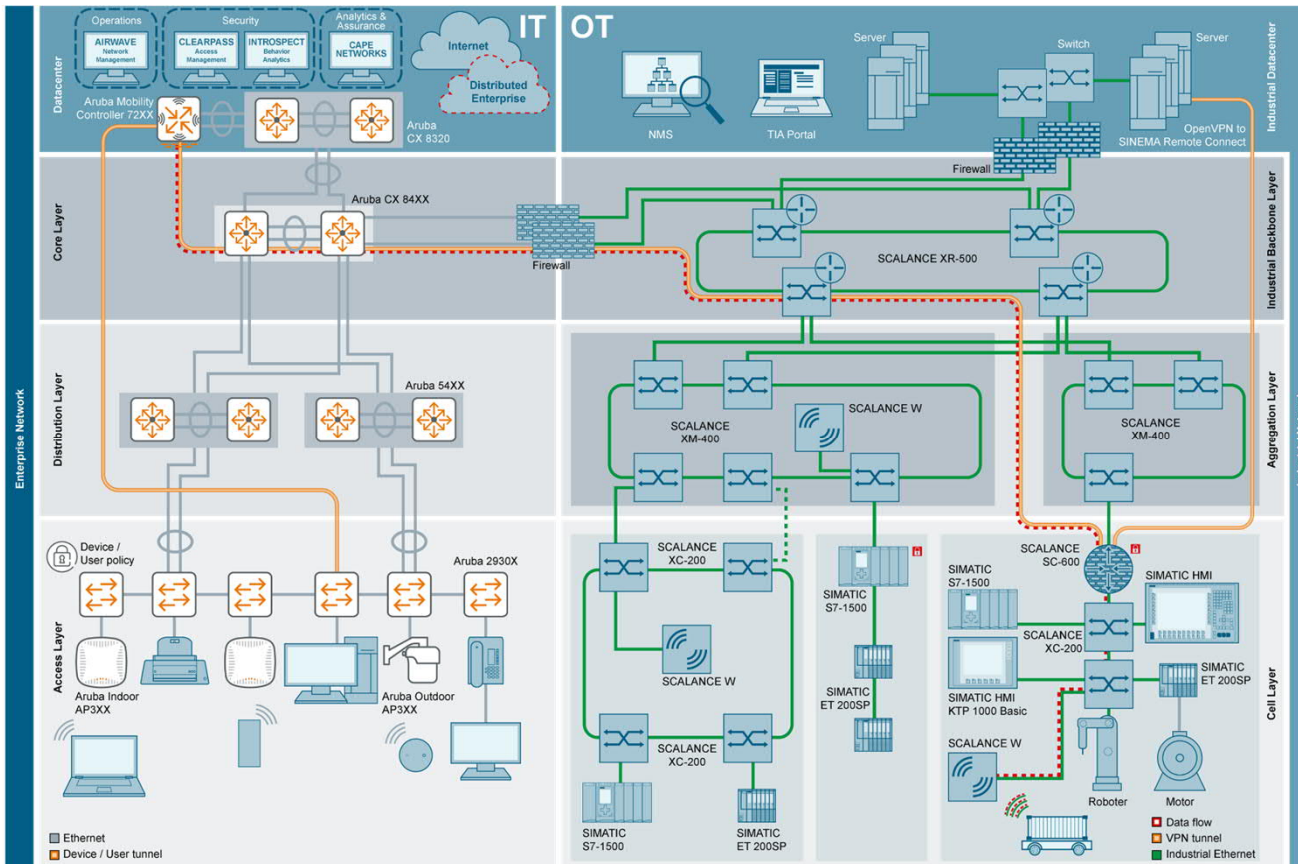 Operations
Security
Analytics &
Assurance
IT
OT
AIRWAVE
Network
Management
CLEARPASS
Access
Management
INTROSPECT
Behavior
Analytics
CAPE
NETWORKS
Internet
Distributed
Enterprise
Datacenter
Aruba Mobility
Controller 72XX
Aruba
CX 8320
NMS
TIA Portal
Server
Switch
Server
OpenVPN to
SINEMA Remote Connect
Firewall
Industrial Datacenter
Core Layer
Aruba CX 84XX
Firewall
SCALANCE XR-500
Industrial Backbone Layer
Enterprise Network
Distribution Layer
Aruba 54XX
SCALANCE
XM-400
SCALANCE W
SCALANCE
XM-400
Aggregation Layer
Access Layer
Device /
User policy
Aruba 2930X
Aruba Indoor
AP3XX
Aruba Outdoor
AP3XX
Ethernet
Device / User tunnel
SCALANCE
XC-200
SCALANCE W
SCALANCE
XC-200
SIMATIC
S7-1500
SIMATIC
ET 200SP
SIMATIC
S7-1500
SIMATIC
ET 200SP
SCALANCE
SC-600
SIMATIC
S7-1500
SIMATIC HMI
SCALANCE
XC-200
SIMATIC HMI
KTP 1000 Basic
SIMATIC
ET 200SP
SCALANCE W
Roboter
Motor
Cell Layer
Data flow
VPN tunnel
Industrial Ethernet